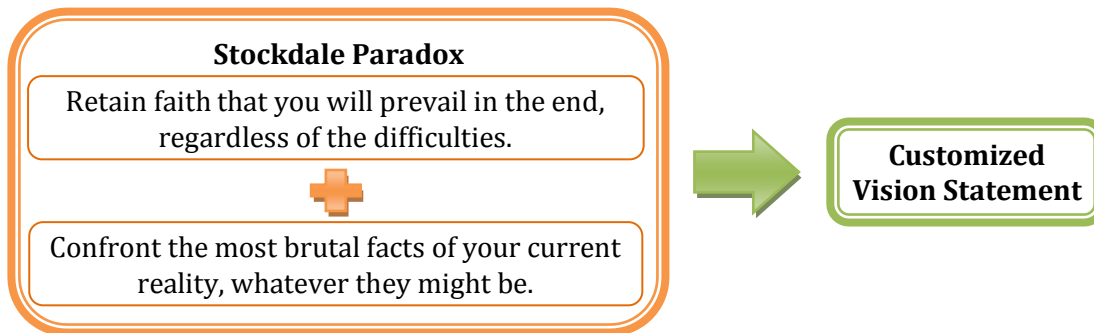 Stockdale Paradox
Retain faith that you will prevail in the end,
regardless of the difficulties.
Confront the most brutal facts of your current
reality, whatever they might be.
Customized
Vision Statement